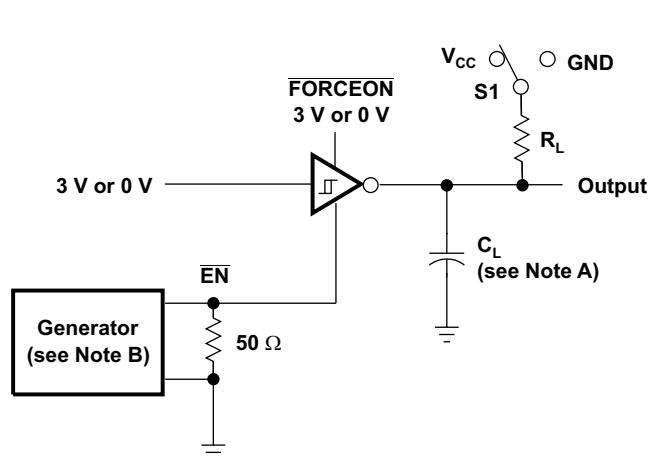 V_CC
GND
S1
FORCEON
3 V or 0 V
R_L
3 V or 0 V
Output
C_L
(see Note A)
EN
Generator
(see Note B)
50 Ω